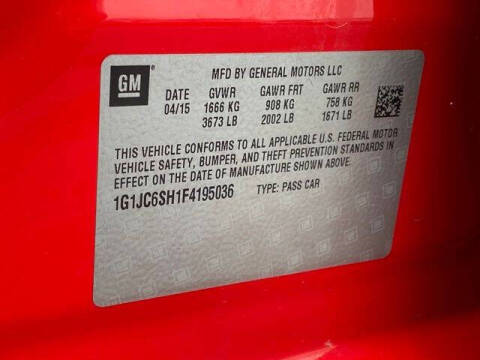 GM
MFD BY GENERAL MOTORS LLC
DATE GVWR GAWR FRT GAWR RR
04/15 1666 KG 908 KG 758 KG
3673 LB 2002 LB 1671 LB
THIS VEHICLE CONFORMS TO ALL APPLICABLE U.S. FEDERAL MOTOR
VEHICLE SAFETY, BUMPER, AND THEFT PREVENTION STANDARDS IN
EFFECT ON THE DATE OF MANUFACTURE SHOWN ABOVE.
1G1JC6SH1F4195036 TYPE: PASS CAR